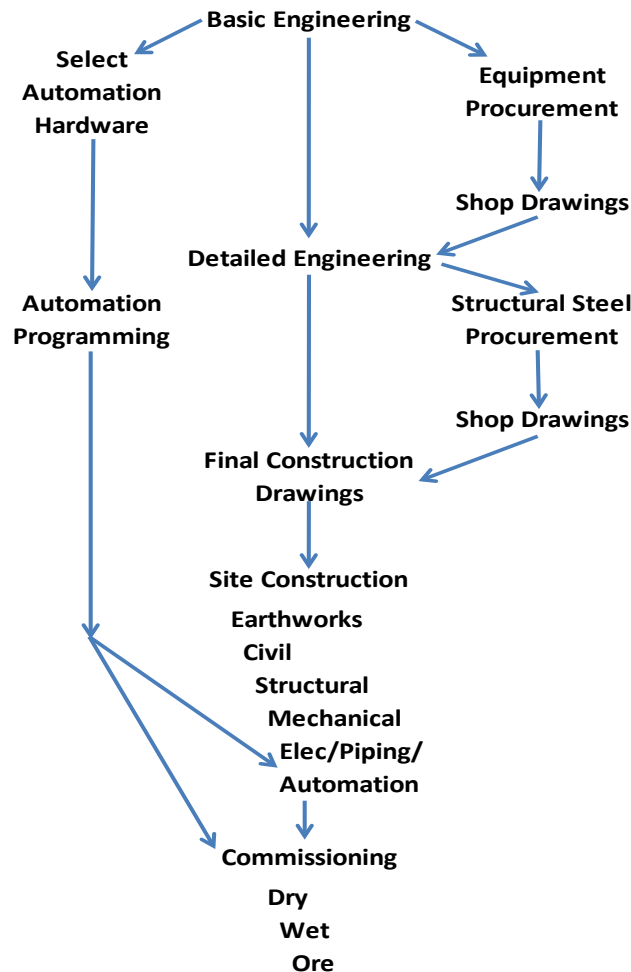 Basic Engineering
Select
Automation
Hardware
Equipment
Procurement
Shop Drawings
Detailed Engineering
Automation
Programming
Structural Steel
Procurement
Shop Drawings
Final Construction
Drawings
Site Construction
Earthworks
Civil
Structural
Mechanical
Elec/Piping/
Automation
Commissioning
Dry
Wet
Ore